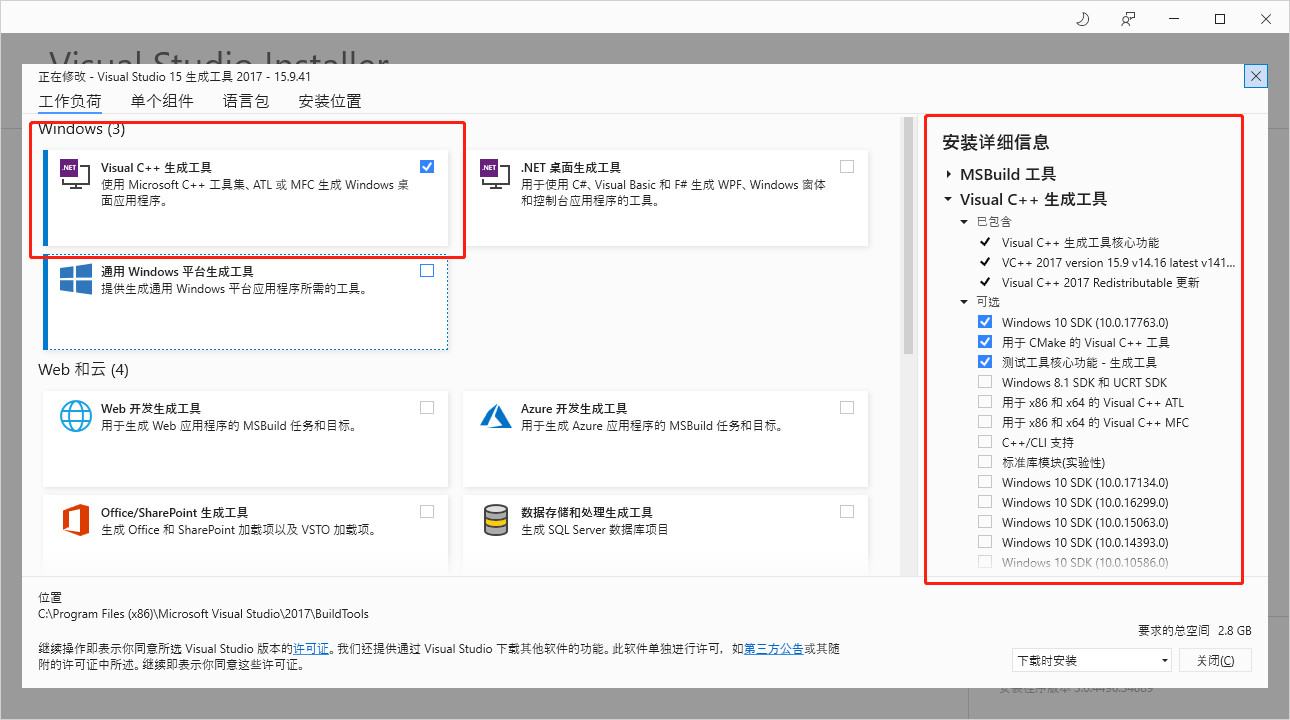 Visual Studio Installer
正在修改 - Visual Studio 15 生成工具 2017 - 15.9.41
工作负荷 单个组件 语言包 安装位置
Windows (3)
.NET
Visual C++ 生成工具
使用 Microsoft C++ 工具集、ATL 或 MFC 生成 Windows 桌
面应用程序。
.NET
.NET 桌面生成工具
用于使用 C#、Visual Basic 和 F# 生成 WPF、Windows 窗体
和控制台应用程序的工具。
通用 Windows 平台生成工具
提供生成通用 Windows 平台应用程序所需的工具。
Web 和云 (4)
Web 开发生成工具
用于生成 Web 应用程序的 MSBuild 任务和目标。
Azure 开发生成工具
用于生成 Azure 应用程序的 MSBuild 任务和目标。
Office/SharePoint 生成工具
生成 Office 和 SharePoint 加载项以及 VSTO 加载项。
数据存储和处理生成工具
生成 SQL Server 数据库项目
安装详细信息
MSBuild 工具
Visual C++ 生成工具
已包含
Visual C++ 生成工具核心功能
VC++ 2017 version 15.9 v14.16 latest v141...
Visual C++ 2017 Redistributable 更新
可选
Windows 10 SDK (10.0.17763.0)
用于 CMake 的 Visual C++ 工具
测试工具核心功能 - 生成工具
Windows 8.1 SDK 和 UCRT SDK
用于 x86 和 x64 的 Visual C++ ATL
用于 x86 和 x64 的 Visual C++ MFC
C++/CLI 支持
标准库模块(实验性)
Windows 10 SDK (10.0.17134.0)
Windows 10 SDK (10.0.16299.0)
Windows 10 SDK (10.0.15063.0)
Windows 10 SDK (10.0.14393.0)
Windows 10 SDK (10.0.10586.0)
位置
C:\Program Files (x86)\Microsoft Visual Studio\2017\BuildTools
继续操作即表示你同意所选 Visual Studio 版本的许可证。我们还提供通过 Visual Studio 下载其他软件的功能。此软件单独进行许可，如第三方公告或其随
附的许可证中所述。继续即表示你同意这些许可证。
要求的总空间 2.8 GB
下载时安装
关闭(C)
安装程序版本